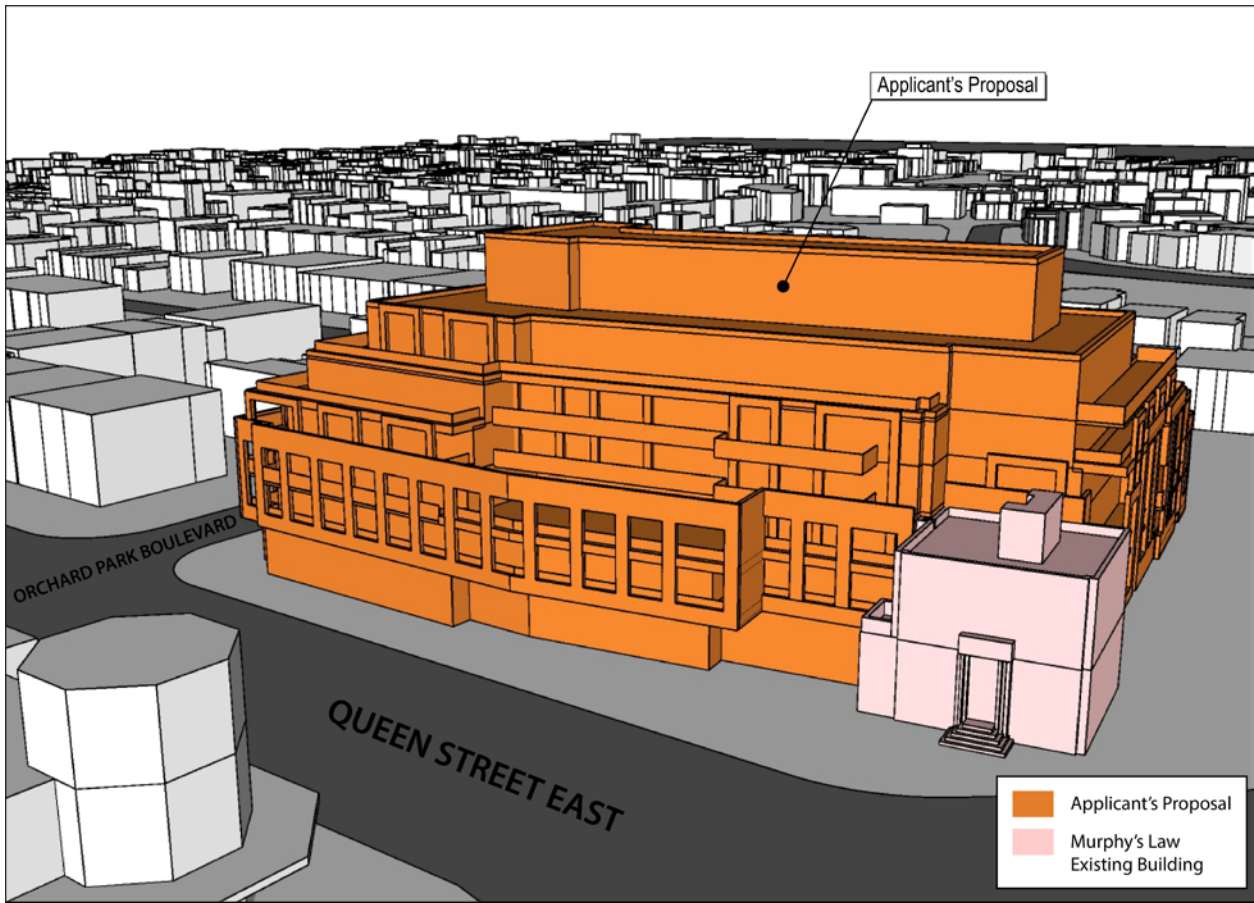 Applicant's Proposal
ORCHARD PARK BOULEVARD
QUEEN STREET EAST
Applicant's Proposal
Murphy's Law
Existing Building